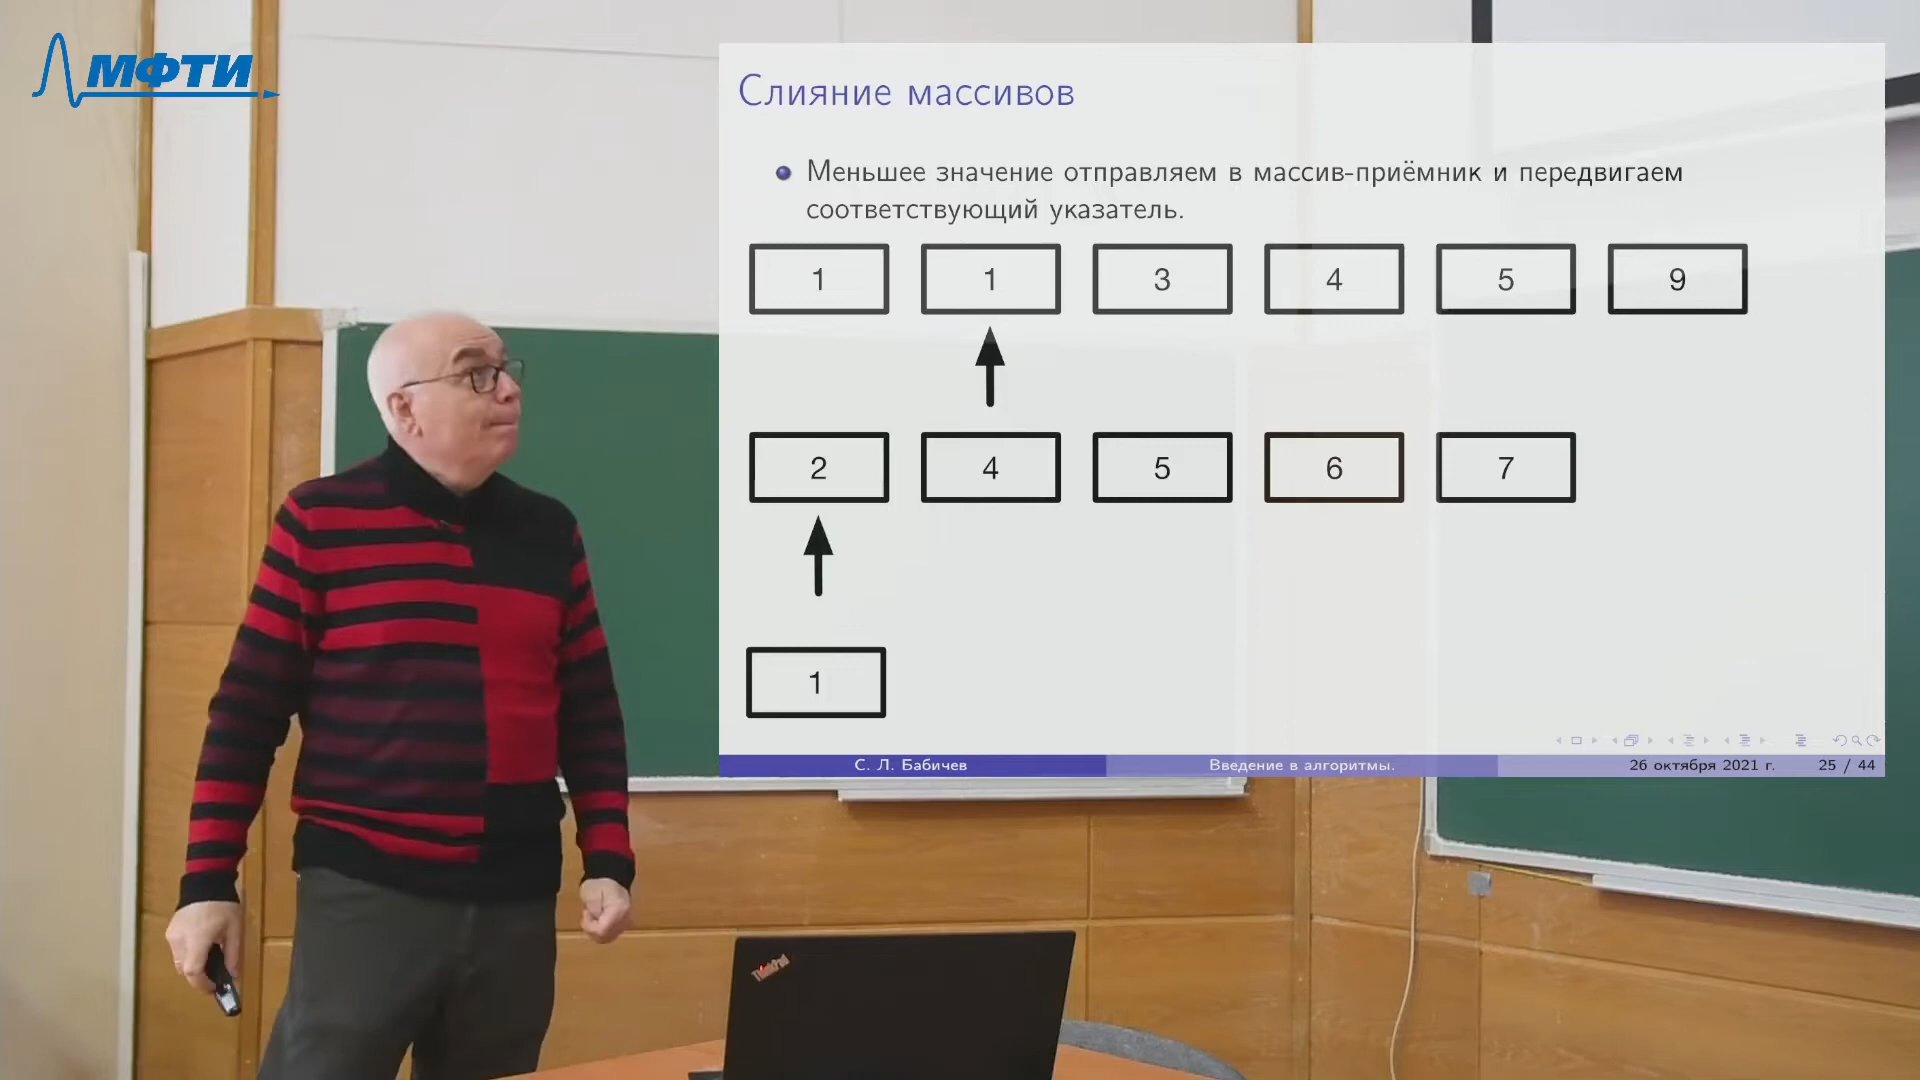 МФТИ
Слияние массивов
Меньшее значение отправляем в массив-приёмник и передвигаем
соответствующий указатель.
1 1 3 4 5 9
2 4 5 6 7
1
С. Л. Бабичев Введение в алгоритмы. 26 октября 2021 г. 25 / 44
ThinkPad